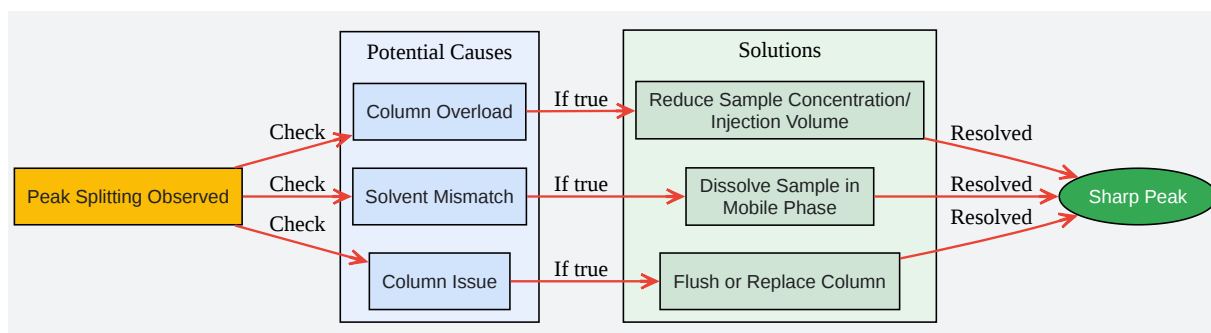 Potential Causes
Solutions
Column Overload
If true
Reduce Sample Concentration/
Injection Volume
Check
Resolved
Peak Splitting Observed
Check
Solvent Mismatch
If true
Dissolve Sample in
Mobile Phase
Resolved
Sharp Peak
Check
Column Issue
If true
Flush or Replace Column
Resolved